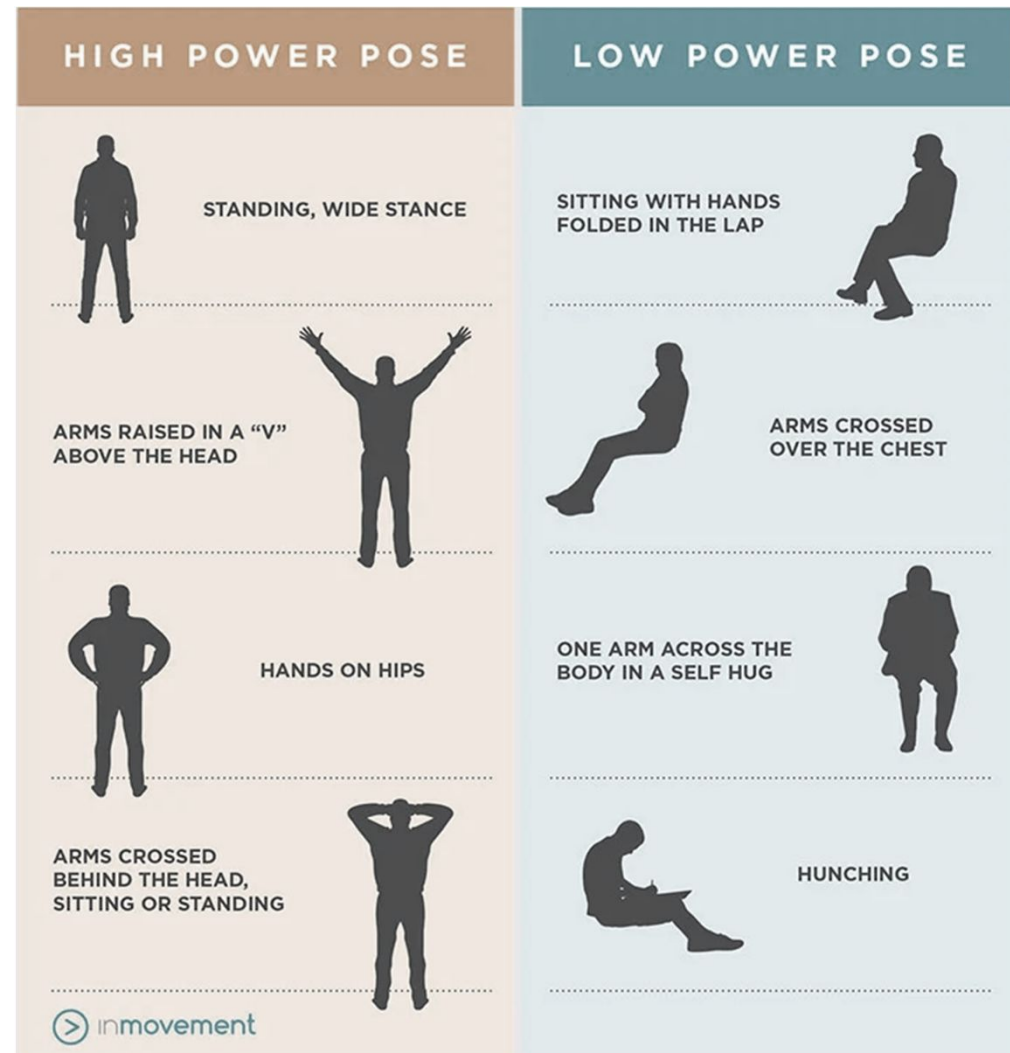 HIGH POWER POSE
STANDING, WIDE STANCE
ARMS RAISED IN A “V”
ABOVE THE HEAD
HANDS ON HIPS
ARMS CROSSED
BEHIND THE HEAD,
SITTING OR STANDING
inmovement
LOW POWER POSE
SITTING WITH HANDS
FOLDED IN THE LAP
ARMS CROSSED
OVER THE CHEST
ONE ARM ACROSS THE
BODY IN A SELF HUG
HUNCHING